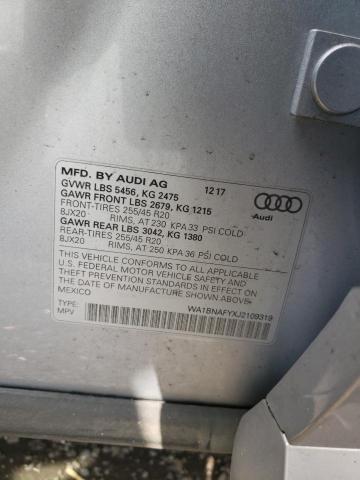 MFD. BY AUDI AG 12 17
GVWR LBS 5456, KG 2475
GAWR FRONT LBS 2679, KG 1215
FRONT-TIRES 255/45 R20
8JX20 RIMS, AT 230 KPA 33 PSI COLD
GAWR REAR LBS 3042, KG 1380
REAR-TIRES 255/45 R20
8JX20 RIMS, AT 250 KPA 36 PSI COLD
THIS VEHICLE CONFORMS TO ALL APPLICABLE
U.S. FEDERAL MOTOR VEHICLE SAFETY AND
THEFT PREVENTION STANDARDS IN EFFECT ON
THE DATE OF MANUFACTURE SHOWN ABOVE.
MEXICO
TYPE:
MPV
WA1BNAFYXJ2109319
Audi